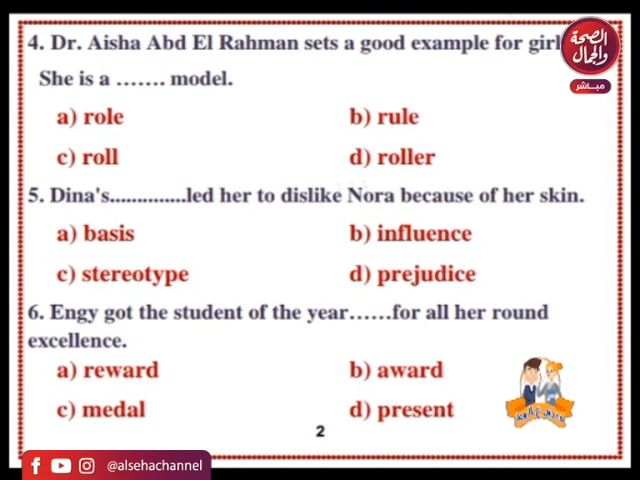 الصحة
والجمال
مباشر
4. Dr. Aisha Abd El Rahman sets a good example for girl
She is a ……. model.
a) role
b) rule
c) roll
d) roller
5. Dina's..............led her to dislike Nora because of her skin.
a) basis
b) influence
c) stereotype
d) prejudice
6. Engy got the student of the year……for all her round
excellence.
a) reward
b) award
c) medal
d) present
2
@alsehachannel